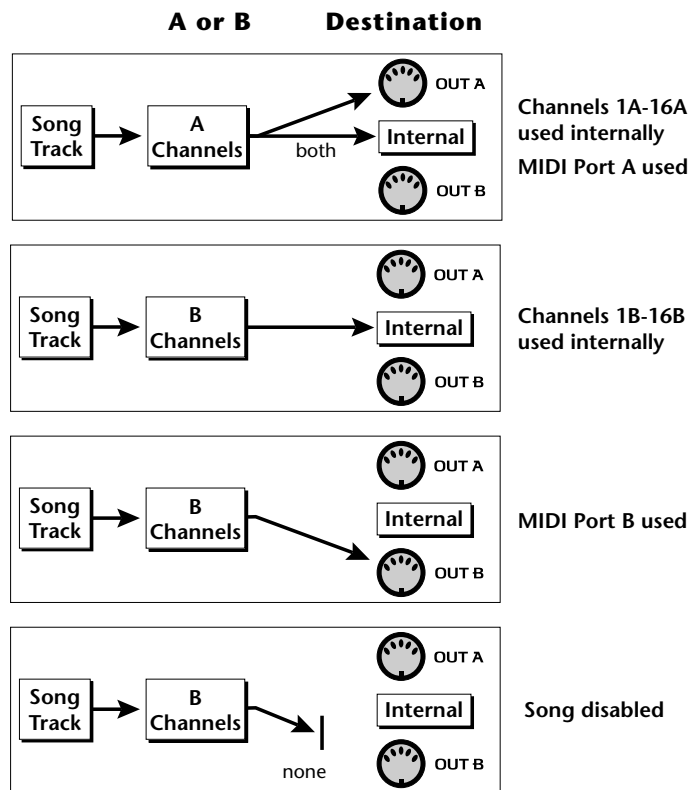 A or B Destination
OUT A
Song
Track
A
Channels
both
Internal
OUT B
Channels 1A-16A
used internally
MIDI Port A used
OUT A
Song
Track
B
Channels
Internal
OUT B
Channels 1B-16B
used internally
OUT A
Song
Track
B
Channels
Internal
OUT B
MIDI Port B used
OUT A
Song
Track
B
Channels
none
Internal
OUT B
Song disabled